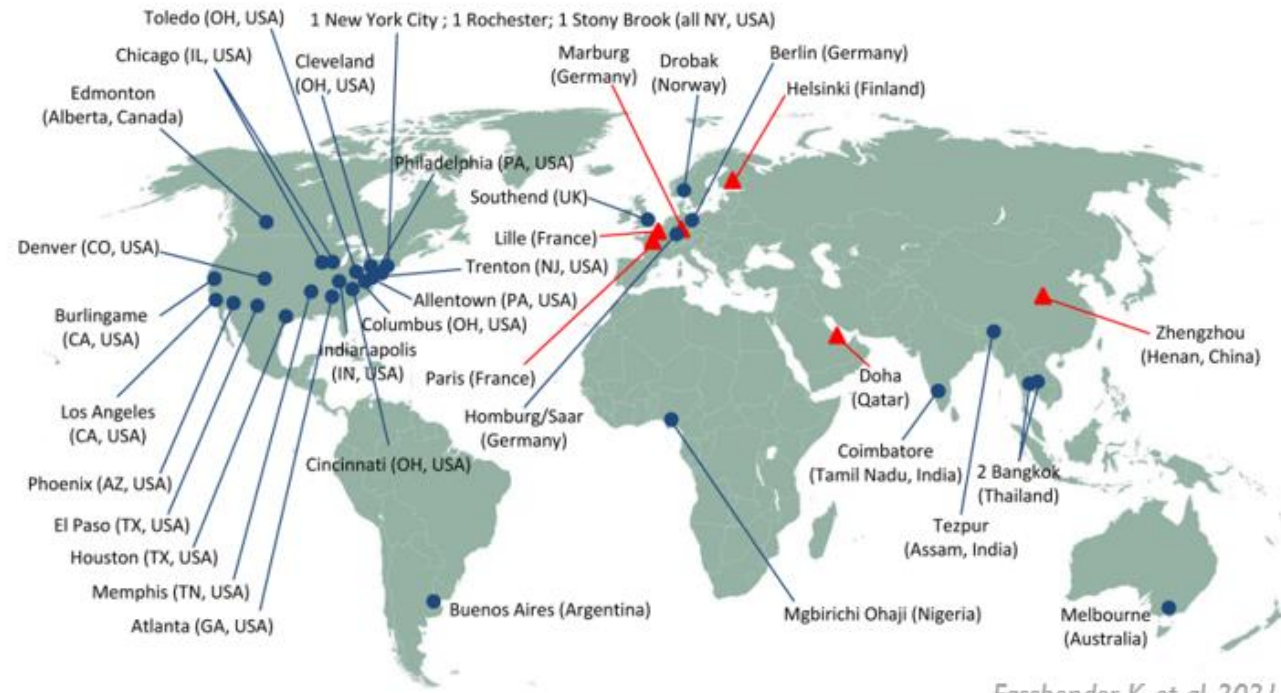 Toledo (OH, USA)
1 New York City ; 1 Rochester; 1 Stony Brook (all NY, USA)
Chicago (IL, USA)
Cleveland
(OH, USA)
Marburg
(Germany)
Drobak
(Norway)
Berlin (Germany)
Helsinki (Finland)
Edmonton
(Alberta, Canada)
Philadelphia (PA, USA)
Southend (UK)
Lille (France)
Denver (CO, USA)
Trenton (NJ, USA)
Allentown (PA, USA)
Columbus (OH, USA)
Burlingame
(CA, USA)
Indianapolis
(IN, USA)
Paris (France)
Zhengzhou
(Henan, China)
Doha
(Qatar)
Los Angeles
(CA, USA)
Homburg/Saar
(Germany)
Cincinnati (OH, USA)
Coimbatore
(Tamil Nadu, India)
2 Bangkok
(Thailand)
Phoenix (AZ, USA)
El Paso (TX, USA)
Tezpur
(Assam, India)
Houston (TX, USA)
Memphis (TN, USA)
Atlanta (GA, USA)
Buenos Aires (Argentina)
Mgbirichi Ohaji (Nigeria)
Melbourne
(Australia)